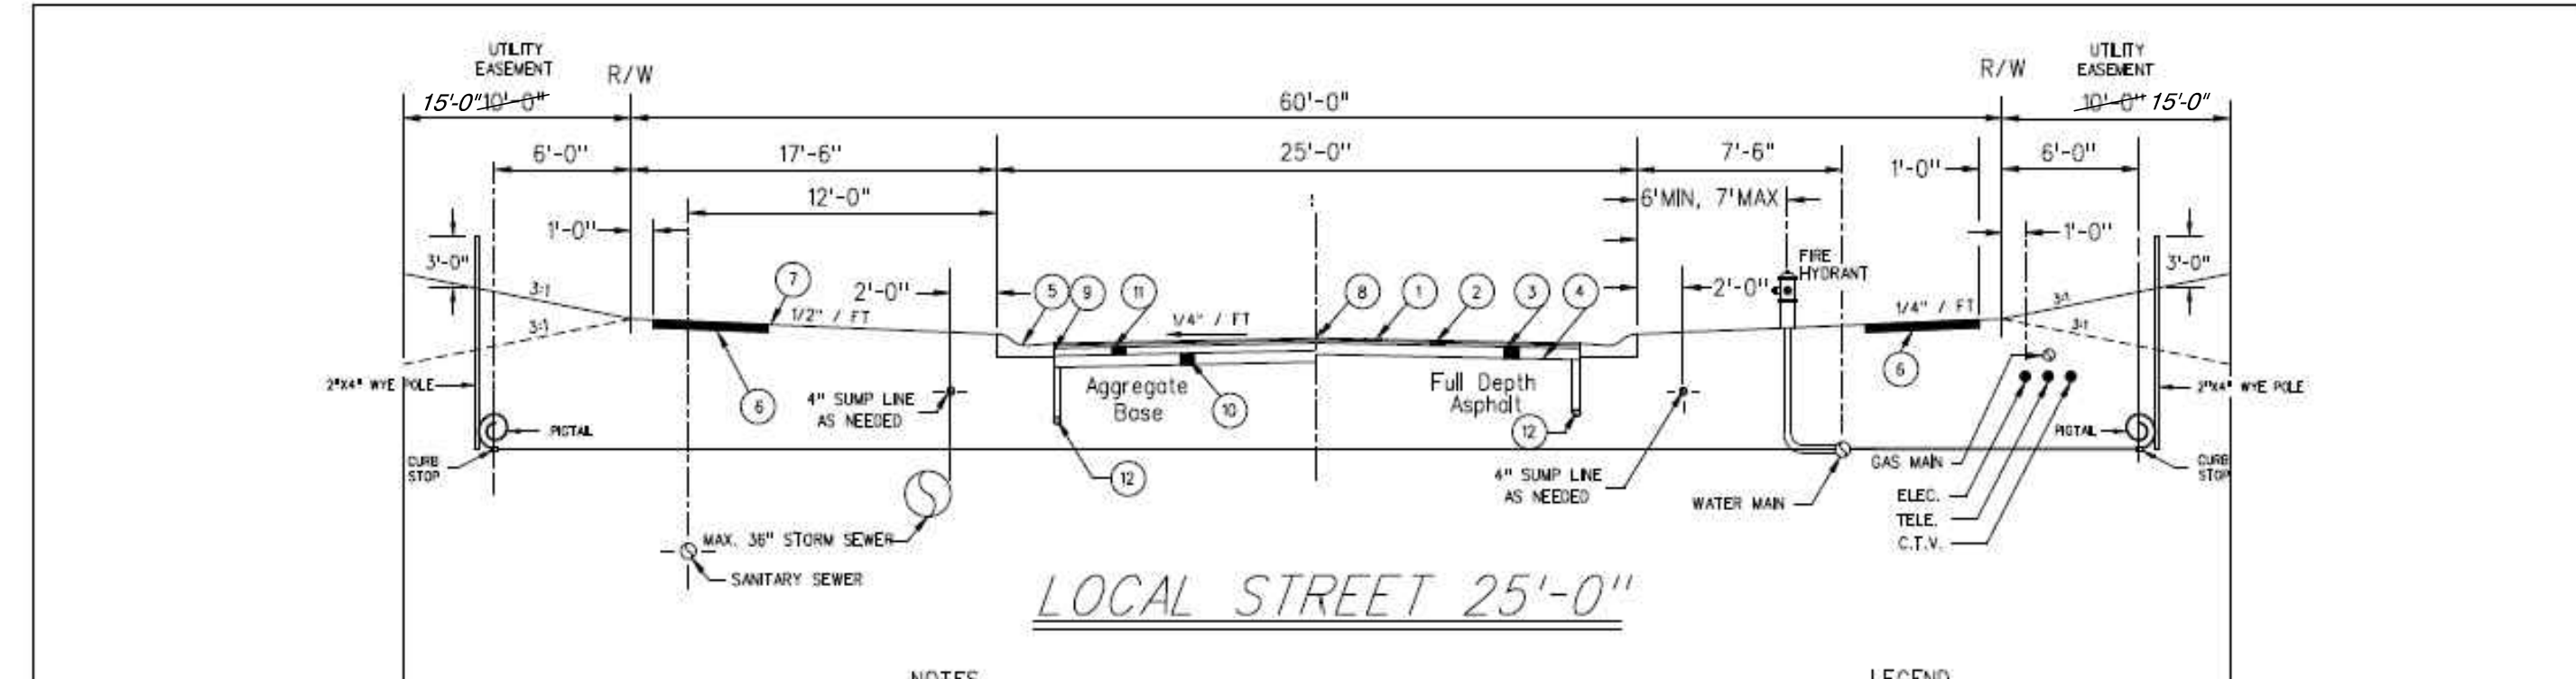 UTILITY
EASEMENT
R/W
R/W
UTILITY
EASEMENT
15'-0" 10'-0"
60'-0"
10'-0" 15'-0"
6'-0"
17'-6"
25'-0"
7'-6"
1'-0"
6'-0"
12'-0"
6'MIN, 7'MAX
1'-0"
1'-0"
3'-0"
3:1
3:1
7
2'-0"
1/2" / FT
5
9
11
1/4" / FT
8
1
2
3
4
2'-0"
FIRE
HYDRANT
1/4" / FT
3:1
3:1
3'-0"
2"X4" WYE POLE
6
4" SUMP LINE
AS NEEDED
Aggregate
Base
10
Full Depth
Asphalt
12
6
2"X4" WYE POLE
PIGTAIL
CURB
STOP
12
4" SUMP LINE
AS NEEDED
WATER MAIN
GAS MAIN
ELEC.
TELE.
C.T.V.
PIGTAIL
CURB
STOP
MAX. 36" STORM SEWER
SANITARY SEWER
LOCAL STREET 25'-0"
NOTES
LEGEND